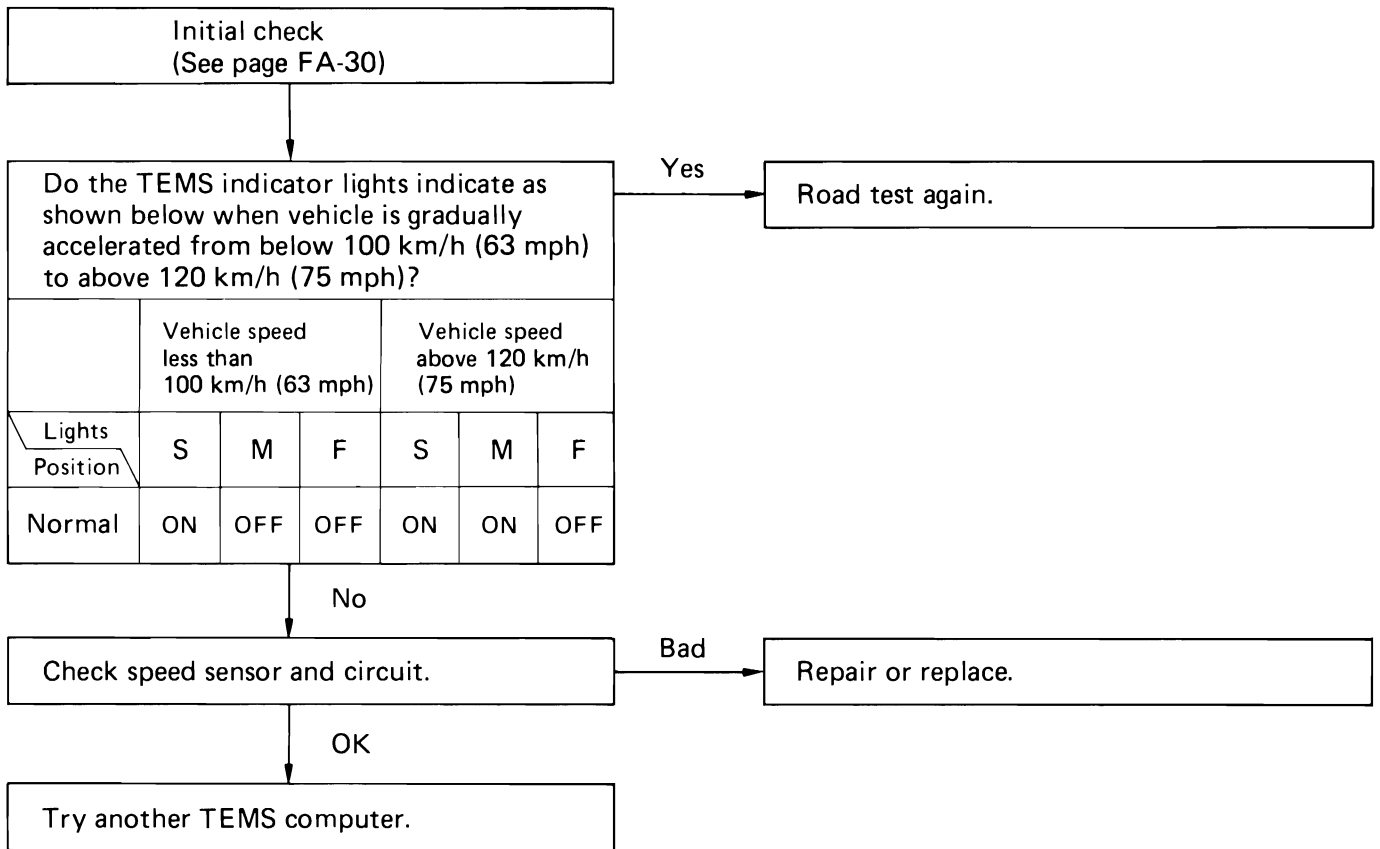 Initial check
(See page FA-30)
Do the TEMS indicator lights indicate as
shown below when vehicle is gradually
accelerated from below 100 km/h (63 mph)
to above 120 km/h (75 mph)?
Yes
Road test again.
Vehicle speed
less than
100 km/h (63 mph)
Vehicle speed
above 120 km/h
(75 mph)
Lights
Position
S M F S M F
Normal ON OFF OFF ON ON OFF
No
Check speed sensor and circuit.
Bad
Repair or replace.
OK
Try another TEMS computer.